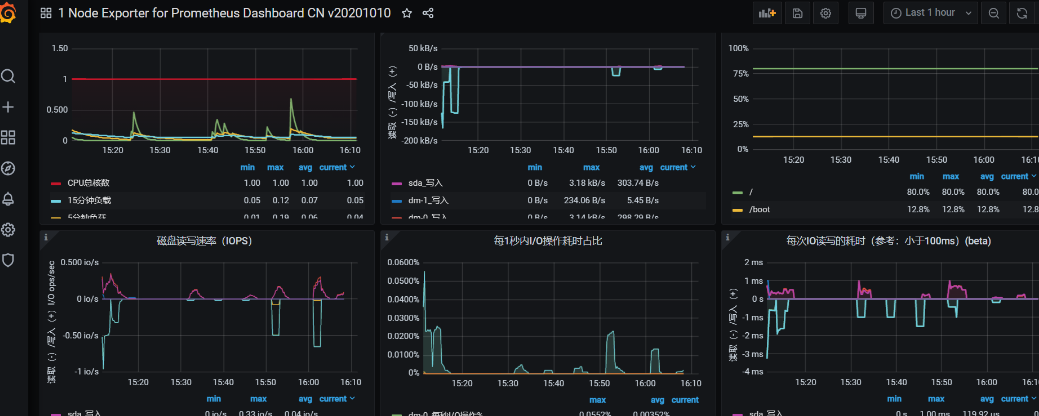 1 Node Exporter for Prometheus Dashboard CN v20201010
Last 1 hour
1.50
1
0.500
0
15:20 15:30 15:40 15:50 16:00 16:10
min max avg current
CPU总核数 1.00 1.00 1.00 1.00
15分钟负载 0.05 0.12 0.07 0.05
5分钟负载 0.01 0.19 0.06 0.04
读取（-）/写入（+）
50 kB/s
0 B/s
-50 kB/s
-100 kB/s
-150 kB/s
-200 kB/s
15:20 15:30 15:40 15:50 16:00 16:10
min max avg current
sda_写入 0 B/s 3.18 kB/s 303.74 B/s
dm-1_写入 0 B/s 234.06 B/s 5.45 B/s
dm-0_写入 0 B/s 3.14 kB/s 298.29 B/s
100%
75%
50%
25%
0%
15:20 15:30 15:40 15:50 16:00 16:10
min max avg current
/ 80.0% 80.0% 80.0% 80.0%
/boot 12.8% 12.8% 12.8% 12.8%
磁盘读写速率（IOPS）
读取（-）/写入（+）I/O ops/sec
0.500 io/s
0 io/s
-0.50 io/s
-1 io/s
15:20 15:30 15:40 15:50 16:00 16:10
min max avg current
sda_写入 0 io/s 0.33 io/s 0.04 io/s
每1秒内I/O操作耗时占比
0.0600%
0.0500%
0.0400%
0.0300%
0.0200%
0.0100%
0%
15:20 15:30 15:40 15:50 16:00 16:10
max avg current
dm-0_每秒I/O操作% 0.0552% 0.00352%
每次IO读写的耗时（参考：小于100ms）(beta)
读取（-）/写入（+）
2 ms
1 ms
0 s
-1 ms
-2 ms
-3 ms
-4 ms
15:20 15:30 15:40 15:50 16:00 16:10
min max avg current
sda_写入 0 s 1.00 ms 119.92 µs